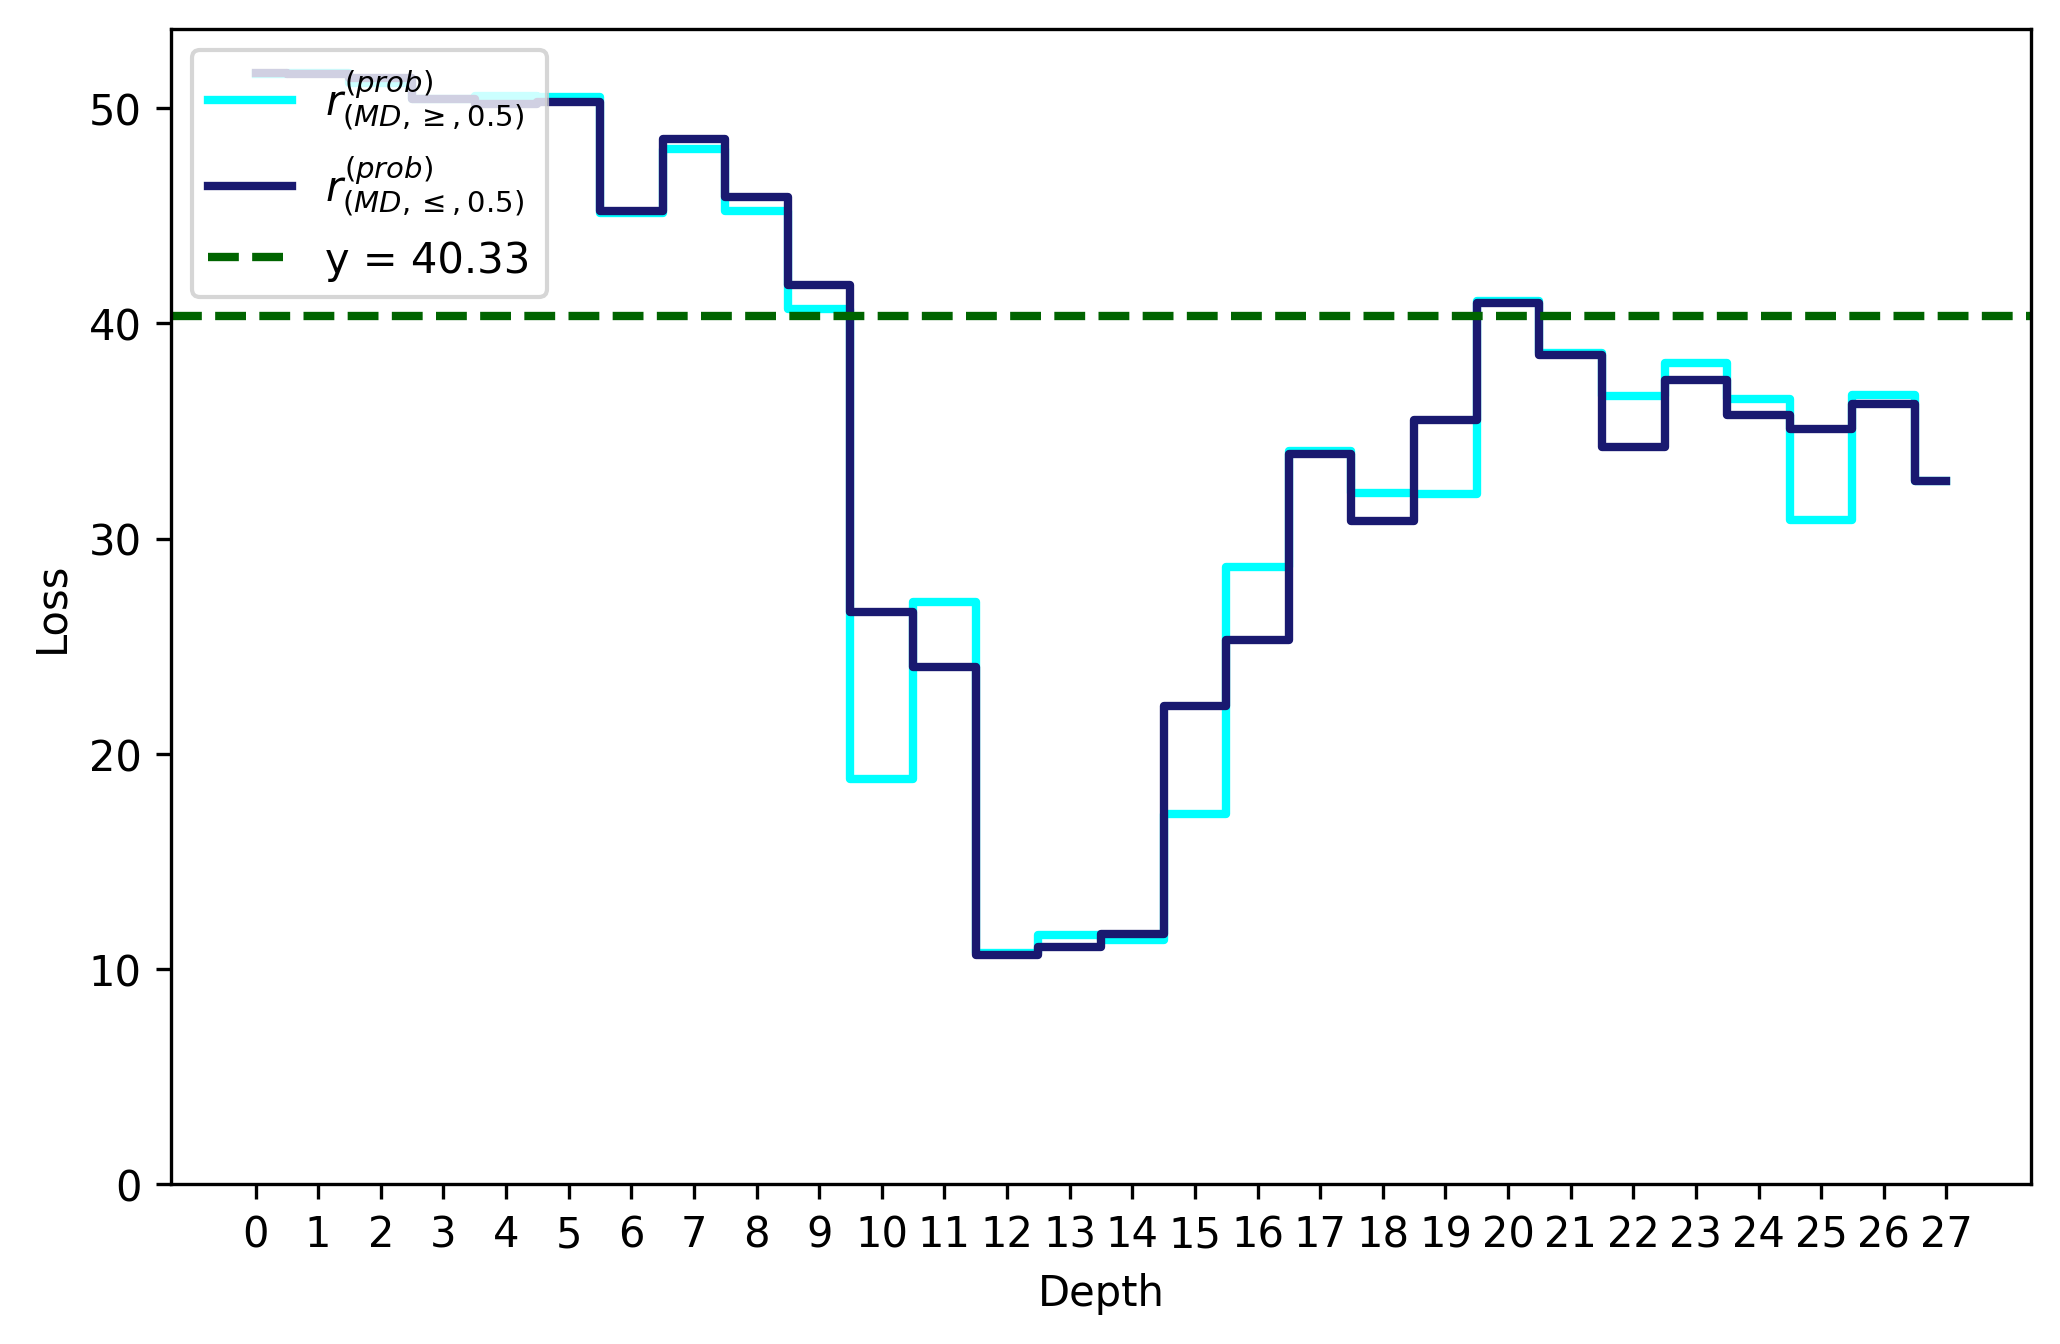 r(MD, ≥, 0.5)(prob)
r(MD, ≤, 0.5)(prob)
y = 40.33
50
40
30
20
10
0
Loss
0 1 2 3 4 5 6 7 8 9 10 11 12 13 14 15 16 17 18 19 20 21 22 23 24 25 26 27
Depth